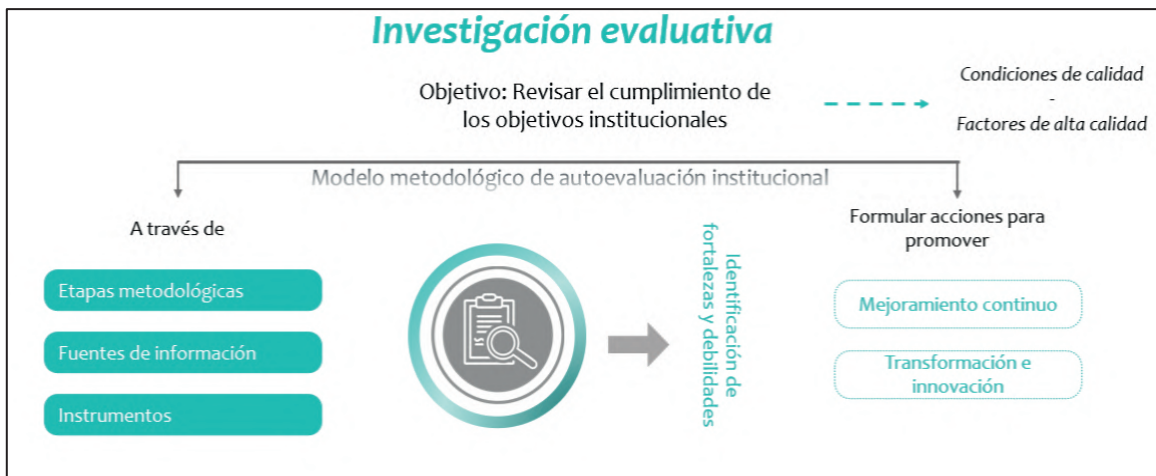 Investigación evaluativa
Objetivo: Revisar el cumplimiento de
los objetivos institucionales
Condiciones de calidad
-
Factores de alta calidad
Modelo metodológico de autoevaluación institucional
A través de
Etapas metodológicas
Fuentes de información
Instrumentos
Identificación de
fortalezas y debilidades
Formular acciones para
promover
Mejoramiento continuo
Transformación e
innovación